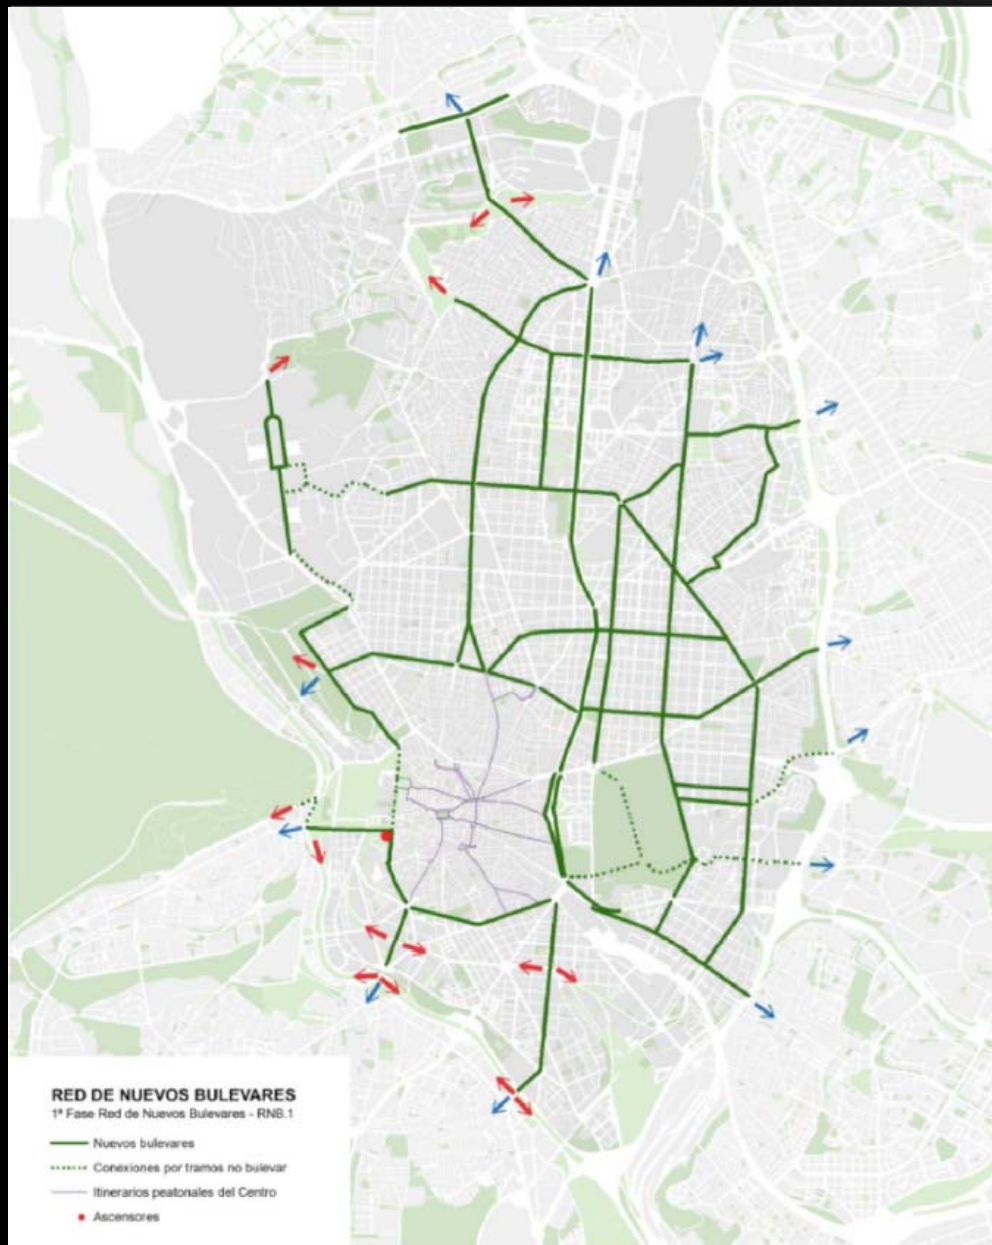 RED DE NUEVOS BULEVARES
1ª Fase Red de Nuevos Bulevares - RNB.1
Nuevos bulevares
Conexiones por tramos no bulevar
Itinerarios peatonales del Centro
Ascensores